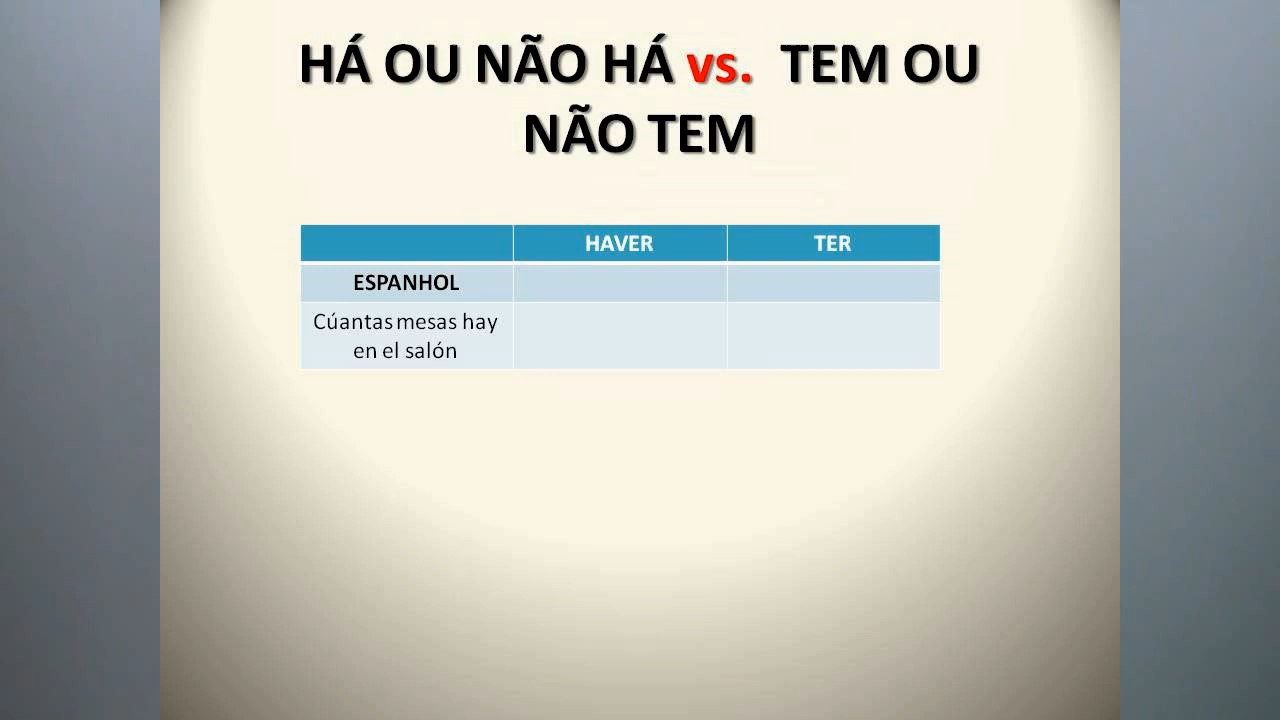 HÁ OU NÃO HÁ vs. TEM OU
NÃO TEM
HAVER TER
ESPANHOL
Cúantas mesas hay
en el salón